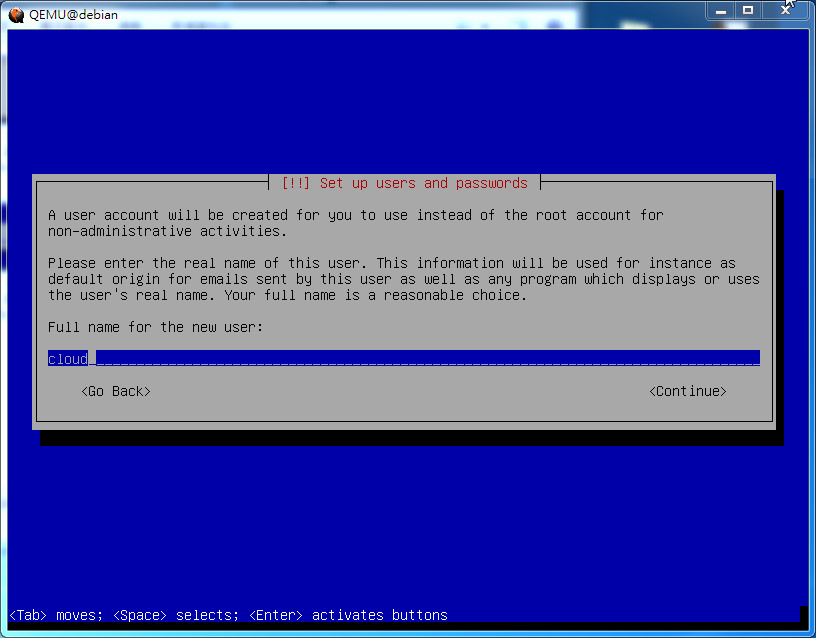 QEMU@debian
[!!] Set up users and passwords
A user account will be created for you to use instead of the root account for
non-administrative activities.
Please enter the real name of this user. This information will be used for instance as
default origin for emails sent by this user as well as any program which displays or uses
the user's real name. Your full name is a reasonable choice.
Full name for the new user:
cloud
<Go Back> <Continue>
<Tab> moves; <Space> selects; <Enter> activates buttons